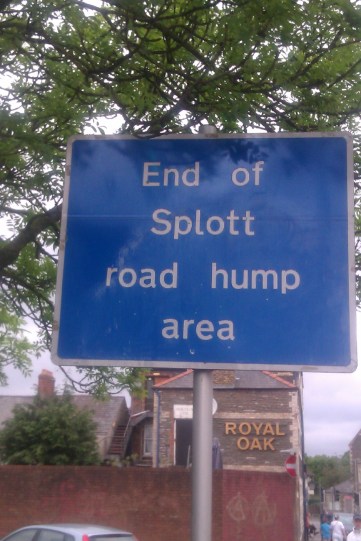 End of
Splott
road hump
area
ROYAL
OAK